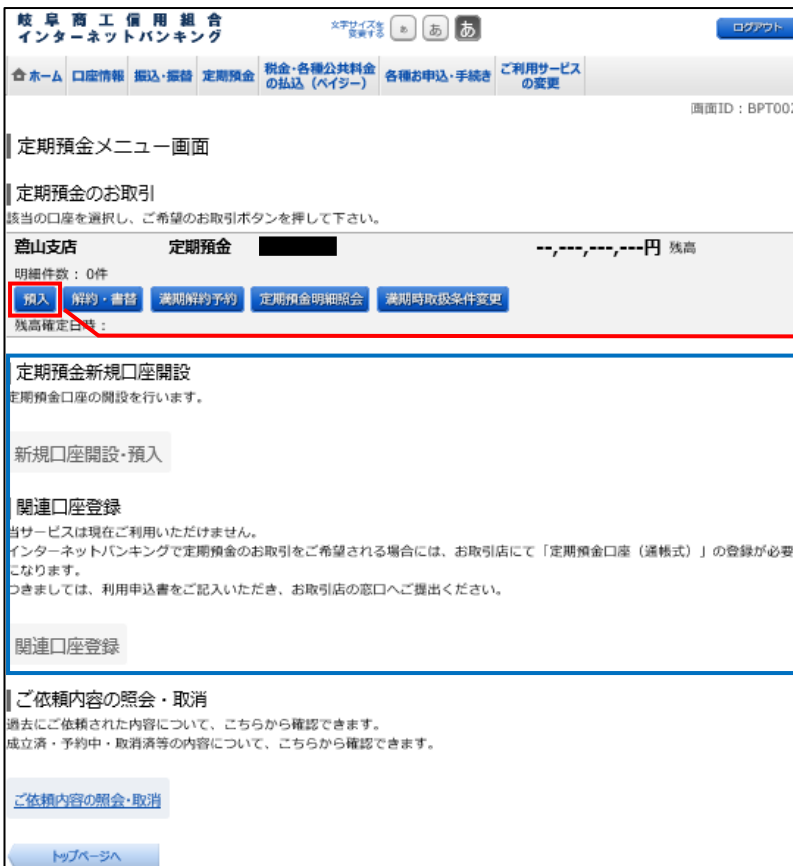 岐阜商工信用組合
インターネットバンキング
文字サイズを
変更する
あ
あ
あ
ログアウト
ホーム
口座情報
振込・振替
定期預金
税金・各種公共料金
の払込（ペイジー）
各種お申込・手続き
ご利用サービス
の変更
画面ID：BPT002
定期預金メニュー画面
定期預金のお取引
該当の口座を選択し、ご希望のお取引ボタンを押して下さい。
鷺山支店 定期預金 --,---,---,---円 残高
明細件数：0件
預入 解約・書替 満期解約予約 定期預金明細照会 満期時取扱条件変更
残高確定日時：
定期預金新規口座開設
定期預金口座の開設を行います。
新規口座開設・預入
関連口座登録
当サービスは現在ご利用いただけません。
インターネットバンキングで定期預金のお取引をご希望される場合には、お取引店にて「定期預金口座（通帳式）」の登録が必要
になります。
つきましては、利用申込書をご記入いただき、お取引店の窓口へご提出ください。
関連口座登録
ご依頼内容の照会・取消
過去にご依頼された内容について、こちらから確認できます。
成立済・予約中・取消済等の内容について、こちらから確認できます。
ご依頼内容の照会・取消
トップページへ